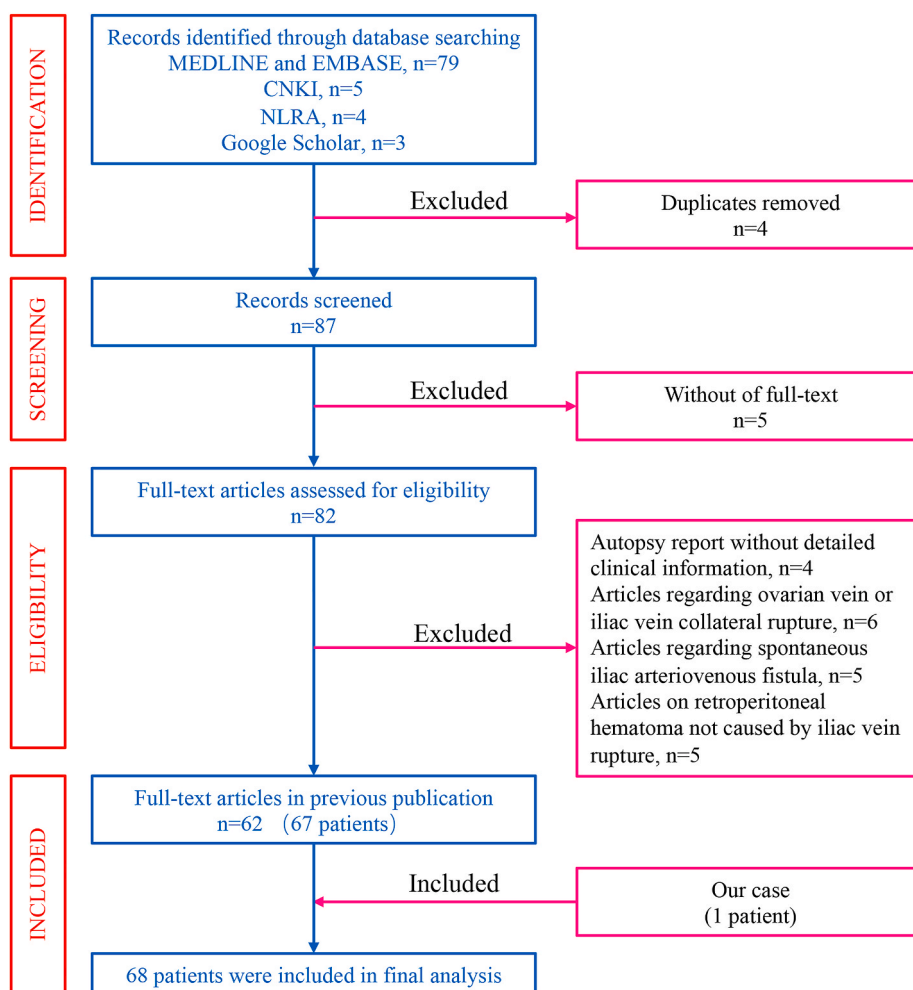 IDENTIFICATION
Records identified through database searching
MEDLINE and EMBASE, n=79
CNKI, n=5
NLRA, n=4
Google Scholar, n=3
Excluded
Duplicates removed
n=4
SCREENING
Records screened
n=87
Excluded
Without of full-text
n=5
ELIGIBILITY
Full-text articles assessed for eligibility
n=82
Excluded
Autopsy report without detailed
clinical information, n=4
Articles regarding ovarian vein or
iliac vein collateral rupture, n=6
Articles regarding spontaneous
iliac arteriovenous fistula, n=5
Articles on retroperitoneal
hematoma not caused by iliac vein
rupture, n=5
INCLUDED
Full-text articles in previous publication
n=62 （67 patients）
Included
Our case
(1 patient)
68 patients were included in final analysis